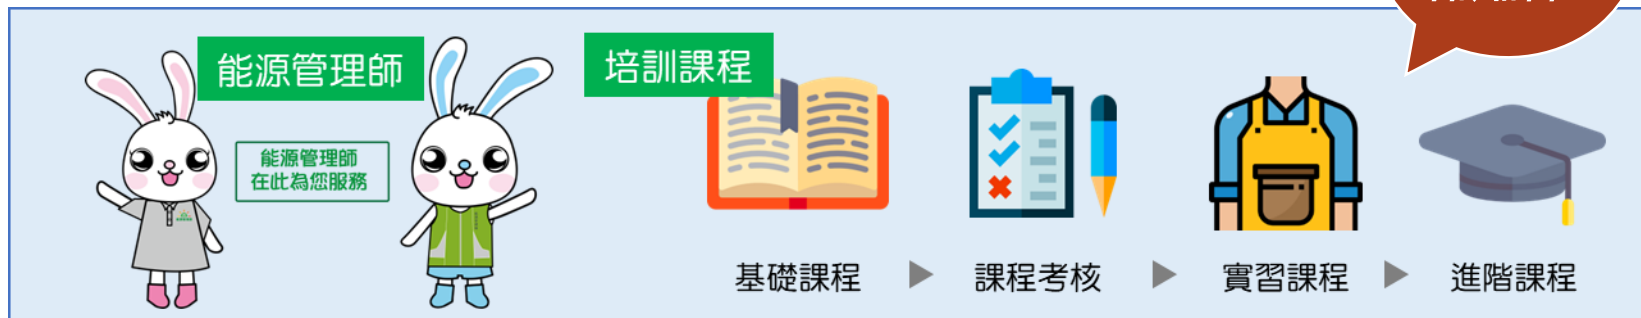 能源管理師
能源管理師
在此為您服務
培訓課程
基礎課程
課程考核
實習課程
進階課程